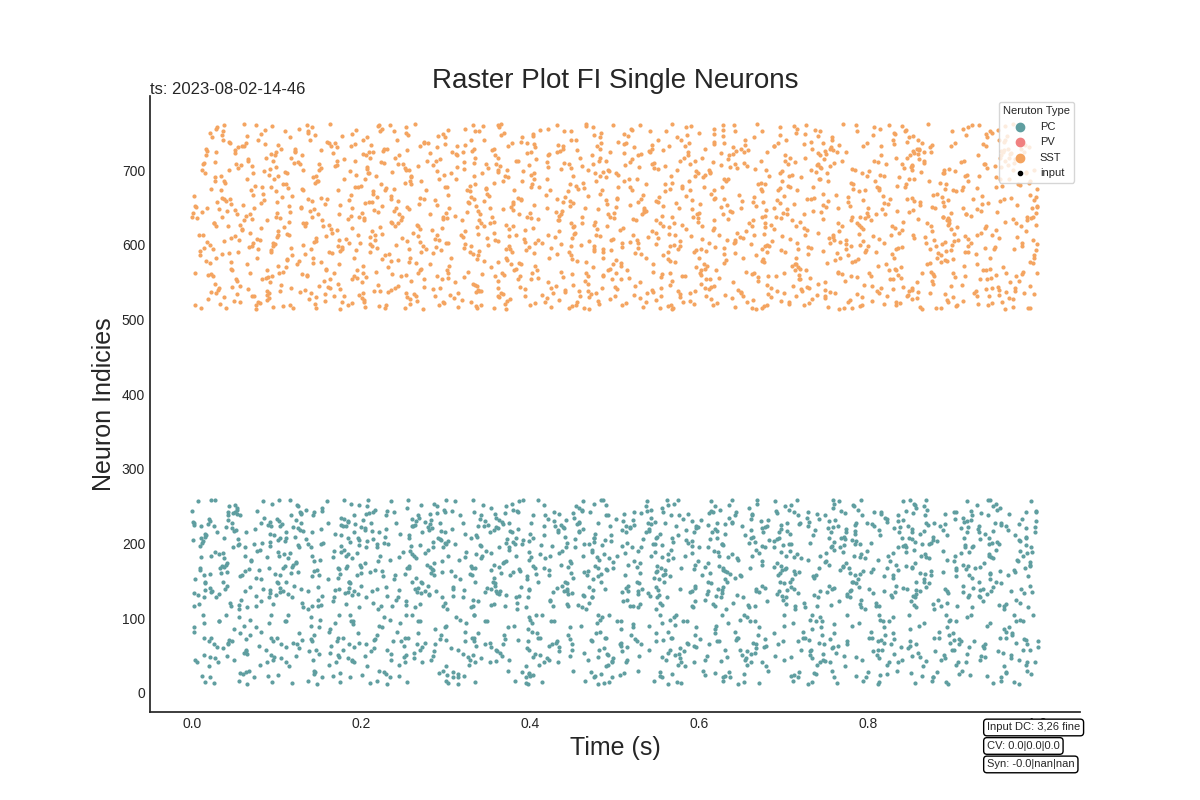 Raster Plot FI Single Neurons
ts: 2023-08-02-14-46
Neruton Type
PC
PV
SST
input
Neuron Indicies
700
600
500
400
300
200
100
0
0.0 0.2 0.4 0.6 0.8
Time (s)
Input DC: 3,26 fine
CV: 0.0|0.0|0.0
Syn: -0.0|nan|nan